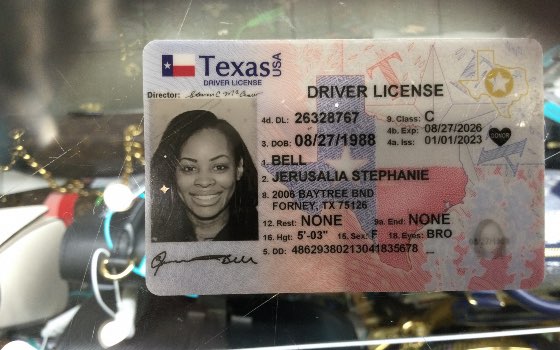 Texas USA
DRIVER LICENSE
Director:
DRIVER LICENSE
4d. DL: 26328767 9. Class: C
4b. Exp: 08/27/2026
3. DOB: 08/27/1988 4a. Iss: 01/01/2023
DONOR
1. BELL
2. JERUSALIA STEPHANIE
8. 2006 BAYTREE BND
FORNEY, TX 75126
12. Rest: NONE 9a. End: NONE
16. Hgt: 5'-03" 15. Sex: F 18. Eyes: BRO
5. DD: 48629380213041835678